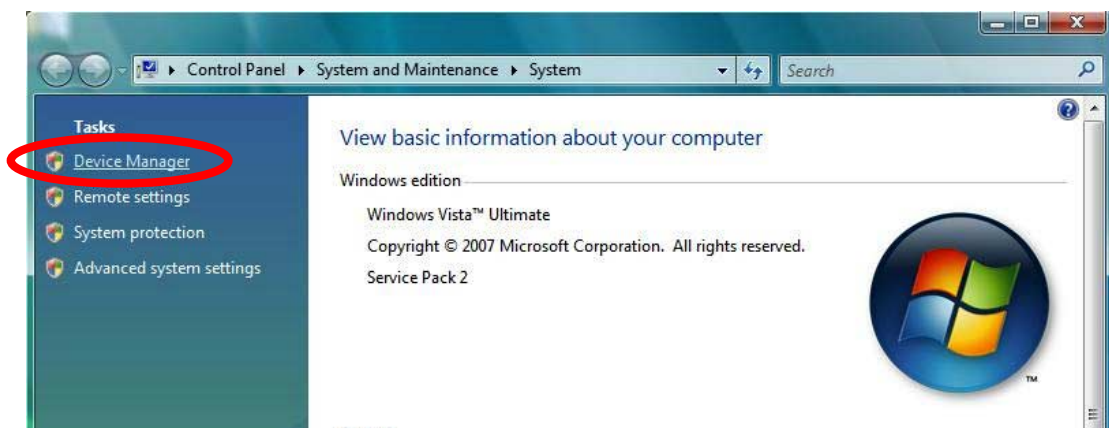 Control Panel ▸ System and Maintenance ▸ System
Search
Tasks
Device Manager
Remote settings
System protection
Advanced system settings
View basic information about your computer
Windows edition
Windows Vista™ Ultimate
Copyright © 2007 Microsoft Corporation. All rights reserved.
Service Pack 2
TM